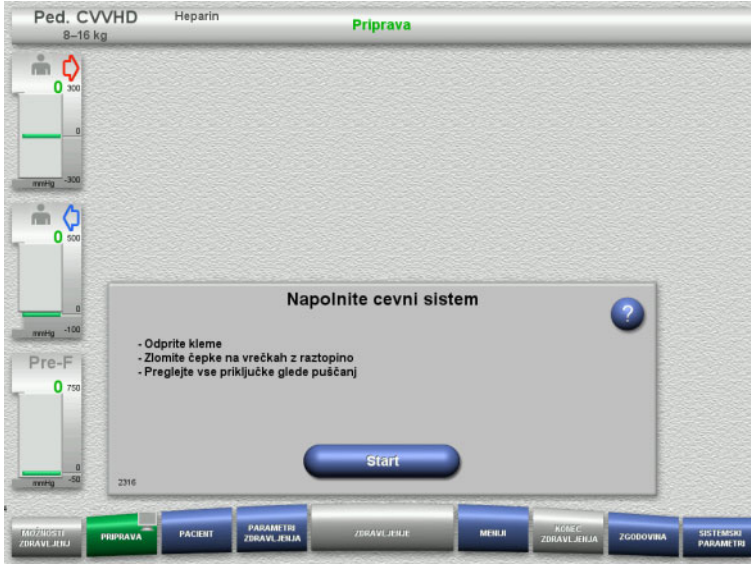 Ped. CVVHD
Heparin
Priprava
8–16 kg
0 300
0
mmHg -300
0 500
0
mmHg -100
Pre-F
0 750
0
mmHg -50
Napolnite cevni sistem
?
- Odprite kleme
- Zlomite čepke na vrečkah z raztopino
- Preglejte vse priključke glede puščanj
Start
2316
MOŽNOSTI ZDRAVLJENJ
PRIPRAVA
PACIENT
PARAMETRI ZDRAVLJENJA
ZDRAVLJENJE
MENIJI
KONEC ZDRAVLJENJA
ZGODOVINA
SISTEMSKI PARAMETRI